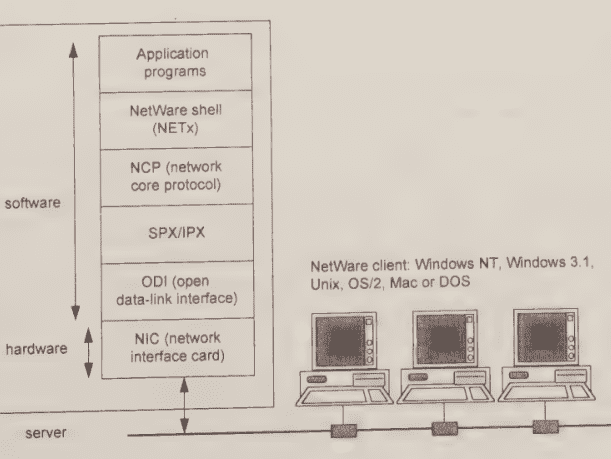 Application
programs
NetWare shell
(NETx)
NCP (network
core protocol)
software
SPX/IPX
ODI (open
data-link interface)
hardware
NIC (network
interface card)
server
NetWare client: Windows NT, Windows 3.1,
Unix, OS/2, Mac or DOS